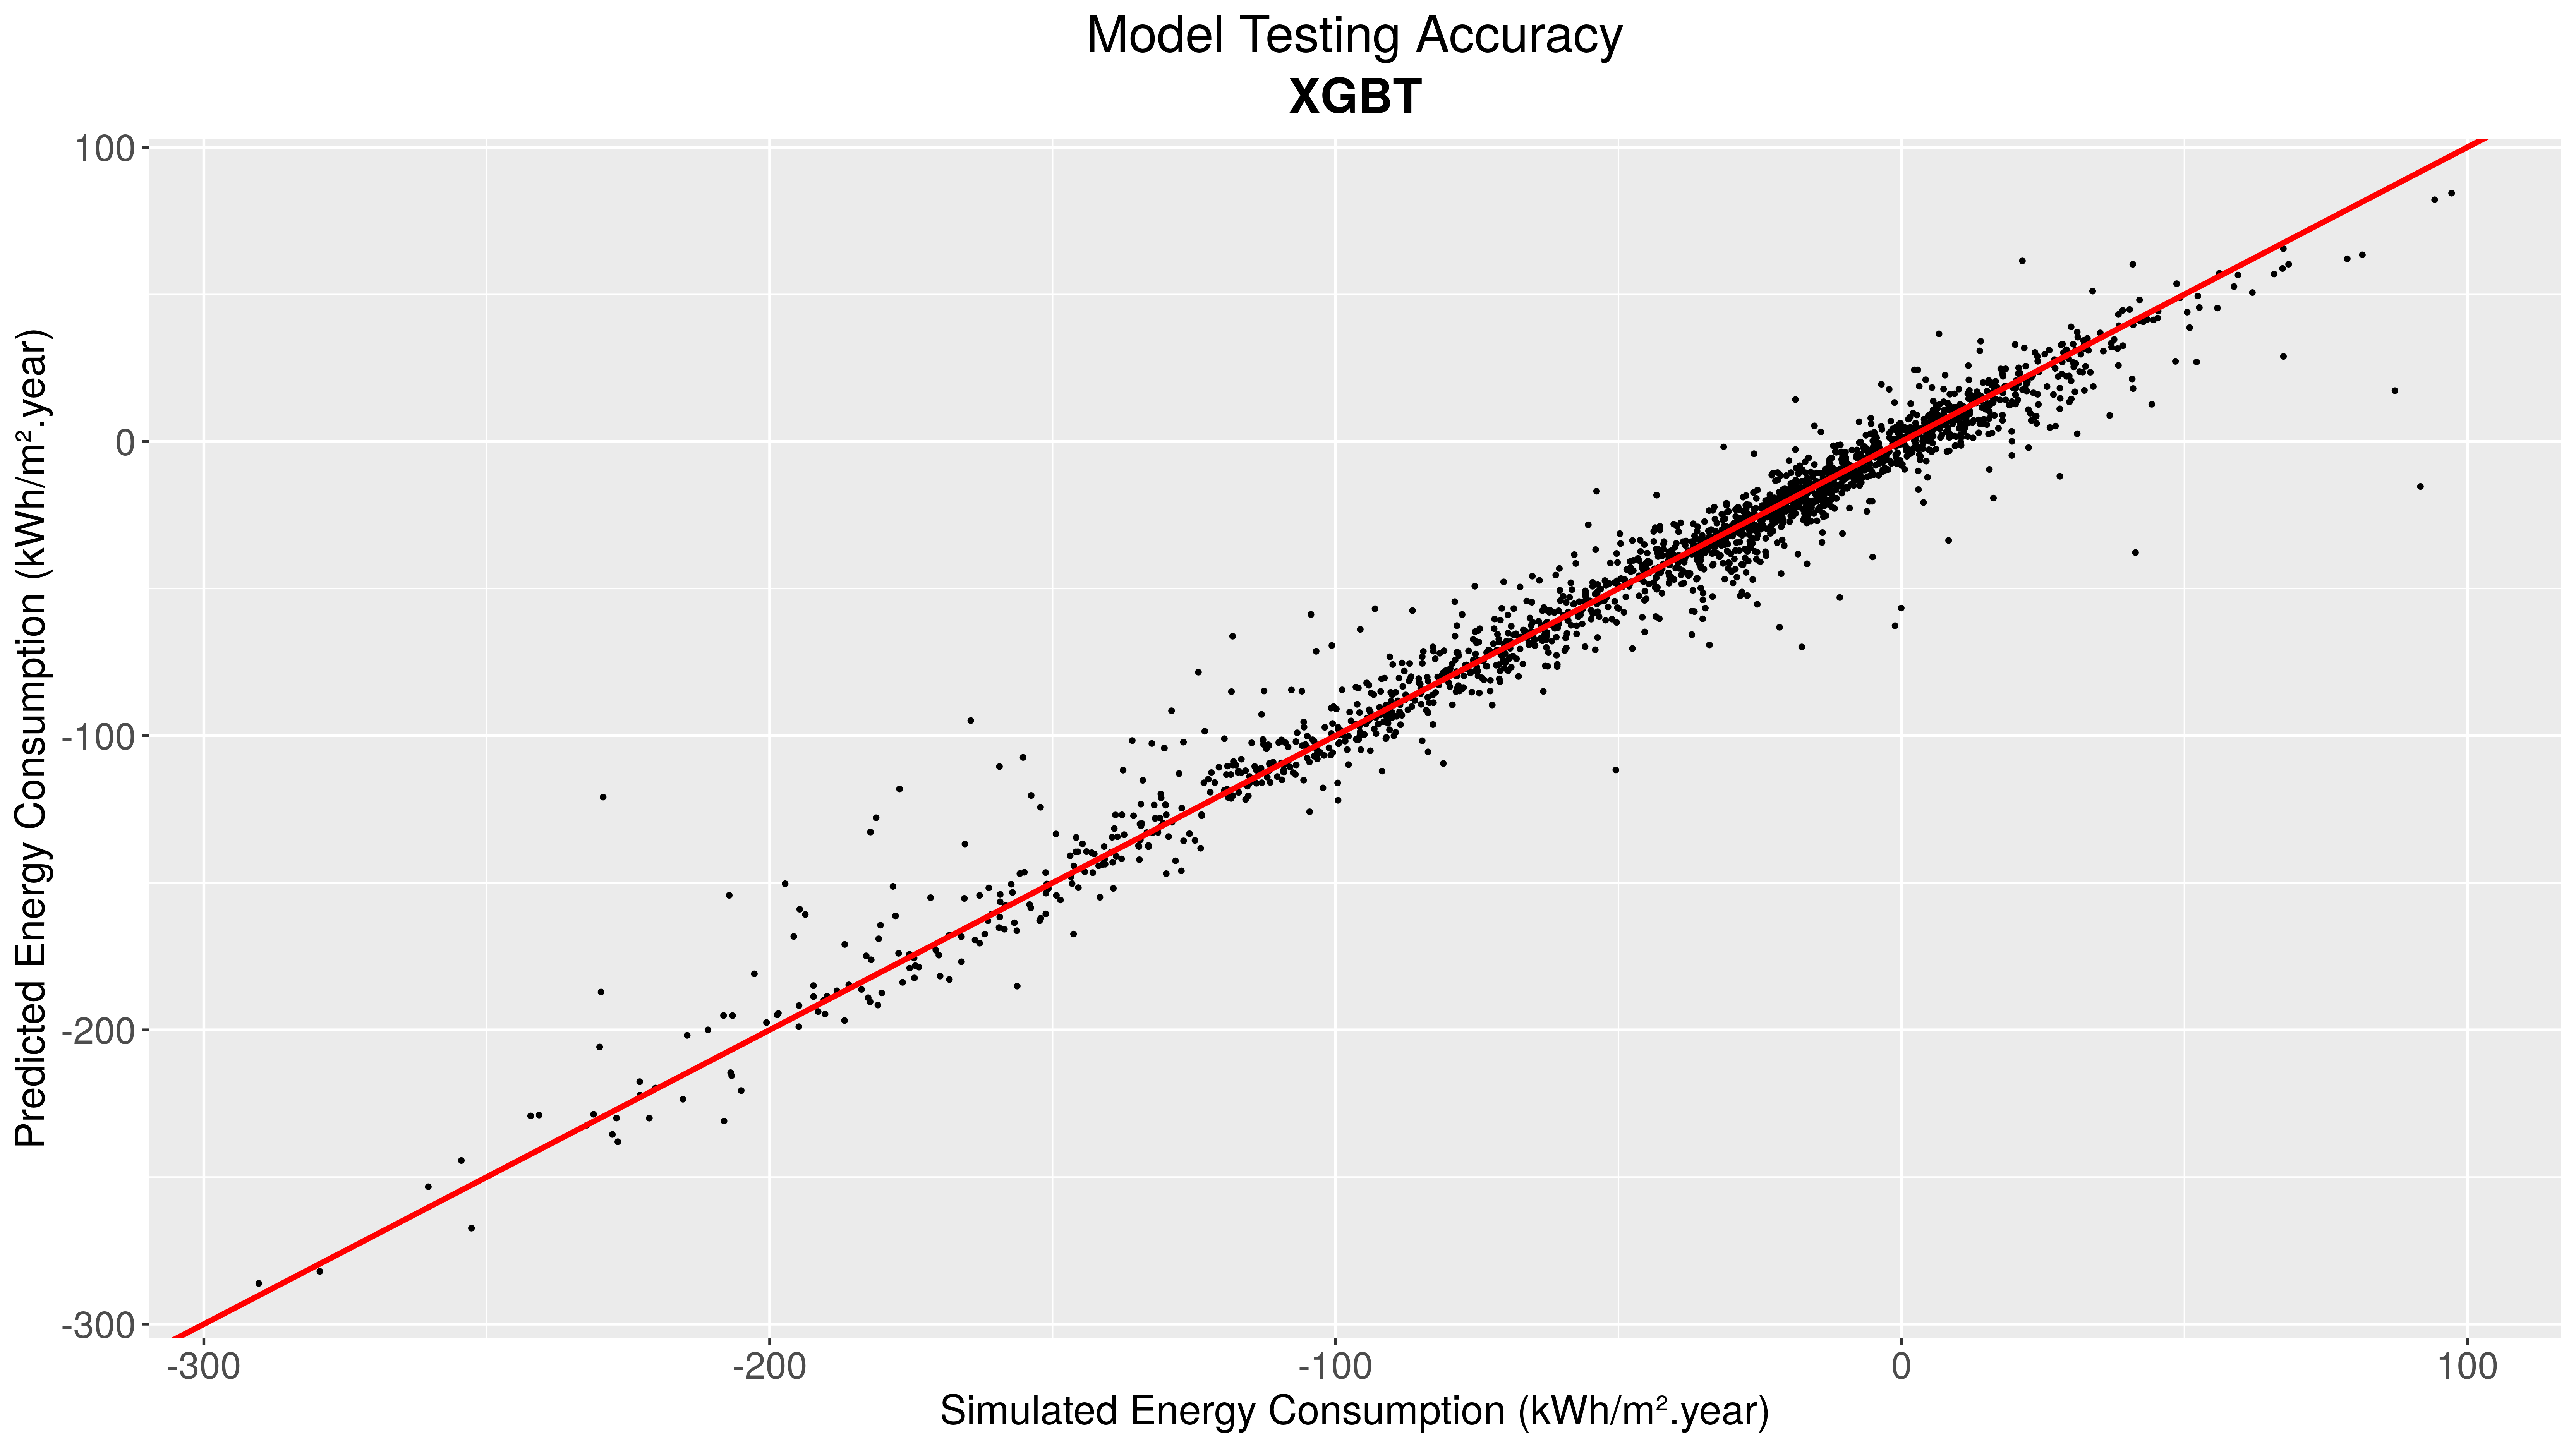 Model Testing Accuracy
XGBT
Predicted Energy Consumption (kWh/m².year)
100
0
-100
-200
-300
-300 -200 -100 0 100
Simulated Energy Consumption (kWh/m².year)